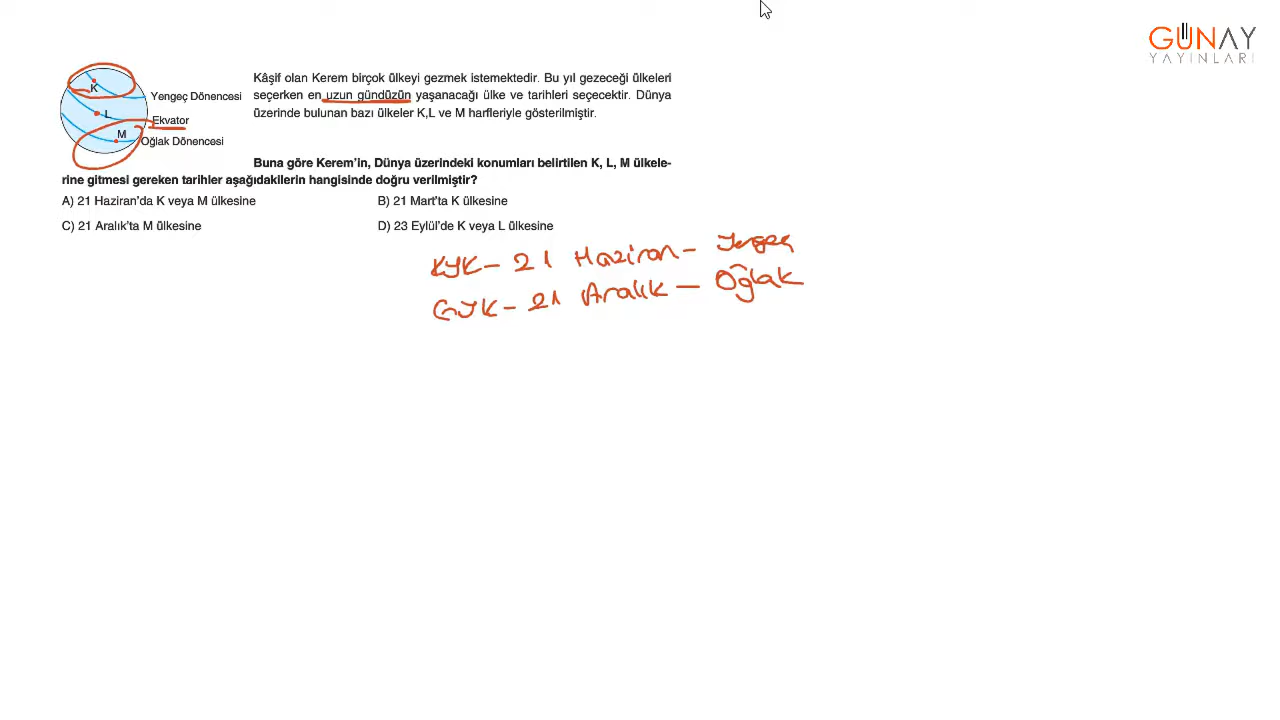 GÜNAY
YAYINLARI
Kâşif olan Kerem birçok ülkeyi gezmek istemektedir. Bu yıl gezeceği ülkeleri
seçerken en uzun gündüzün yaşanacağı ülke ve tarihleri seçecektir. Dünya
üzerinde bulunan bazı ülkeler K,L ve M harfleriyle gösterilmiştir.
K
Yengeç Dönencesi
L
Ekvator
M
Oğlak Dönencesi
Buna göre Kerem'in, Dünya üzerindeki konumları belirtilen K, L, M ülkele-
rine gitmesi gereken tarihler aşağıdakilerin hangisinde doğru verilmiştir?
A) 21 Haziran'da K veya M ülkesine
B) 21 Mart'ta K ülkesine
C) 21 Aralık'ta M ülkesine
D) 23 Eylül'de K veya L ülkesine
KYK - 21 Haziran - Yengeç
GYK - 21 Aralık - Oğlak